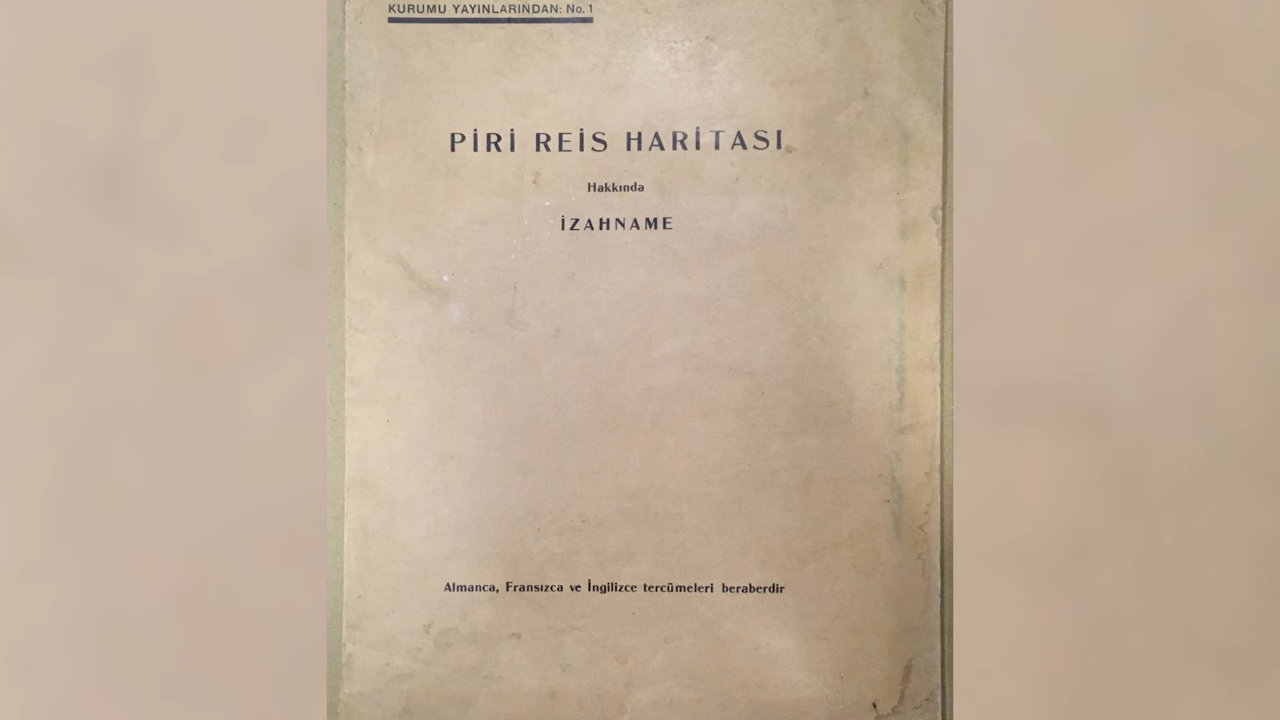 KURUMU YAYINLARINDAN: No. 1
PİRİ REİS HARİTASI
Hakkında
İZAHNAME
Almanca, Fransızca ve İngilizce tercümeleri beraberdir